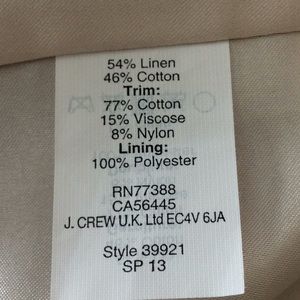 54% Linen
46% Cotton
Trim:
77% Cotton
15% Viscose
8% Nylon
Lining:
100% Polyester
RN77388
CA56445
J. CREW U.K. Ltd EC4V 6JA
Style 39921
SP 13